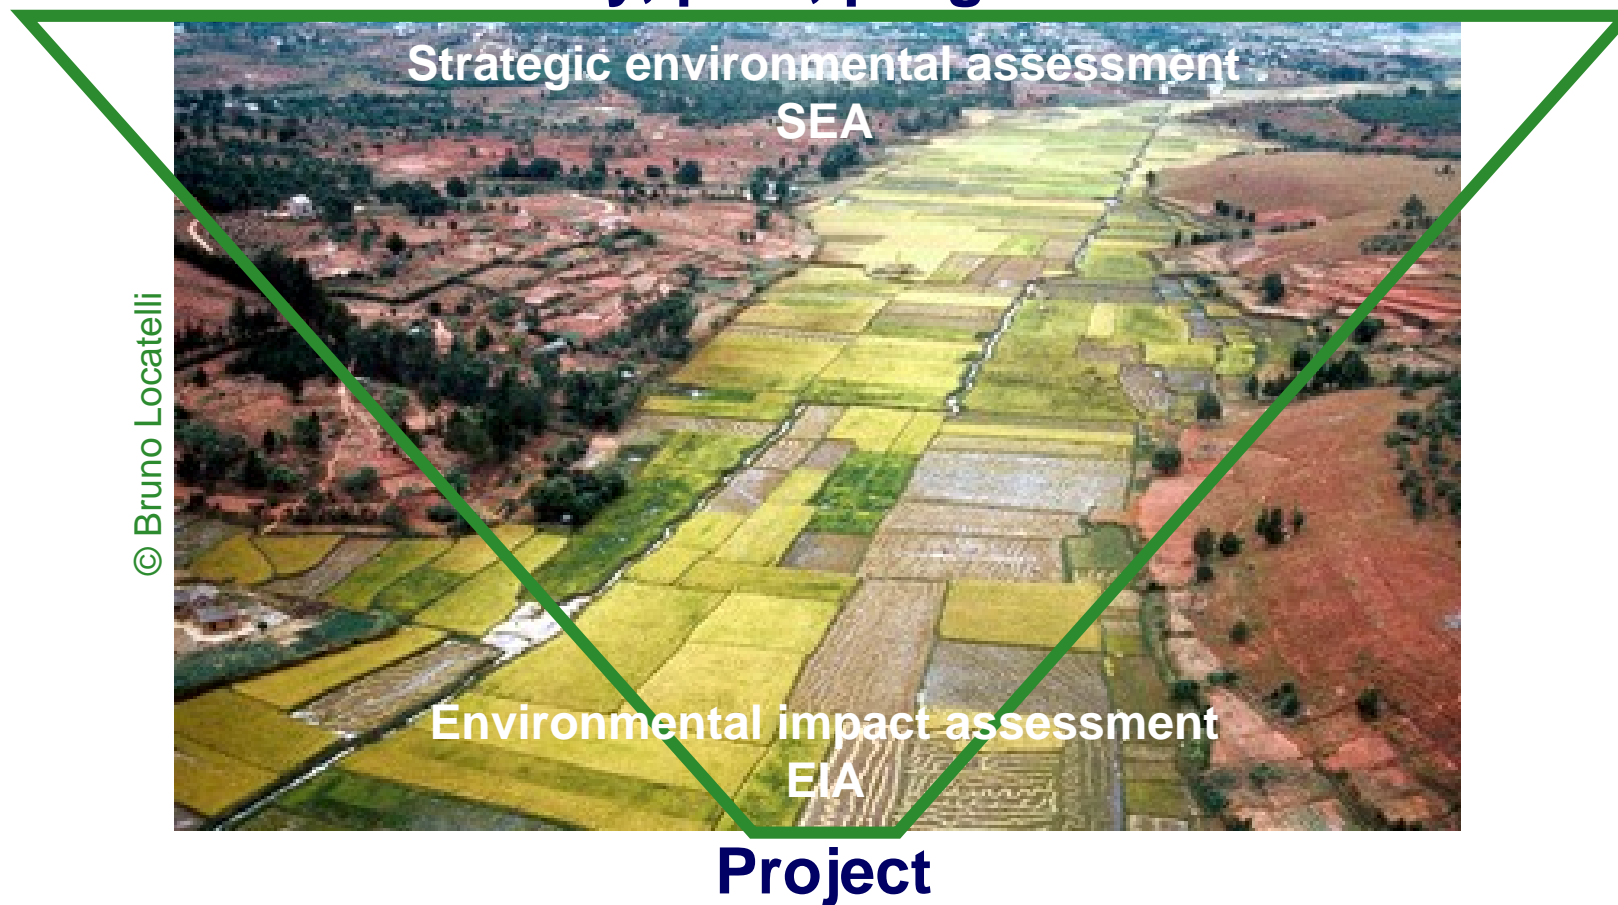 Strategic environmental assessment
SEA
© Bruno Locatelli
Environmental impact assessment
EIA
Project